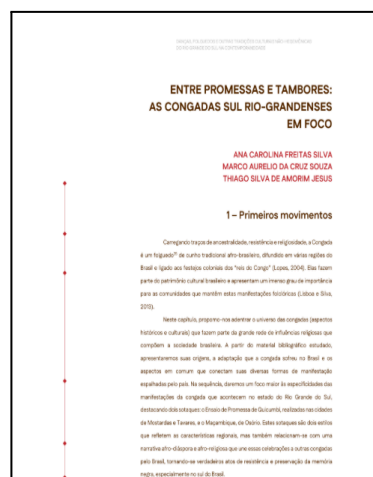 ENTRE PROMESSAS E TAMBORES:
AS CONGADAS SUL RIO-GRANDENSES
EM FOCO
ANA CAROLINA FREITAS SILVA
MARCO AURELIO DA CRUZ SOUZA
THIAGO SILVA DE AMORIM JESUS
1 – Primeiros movimentos
Carregando traços de ancestralidade, resistência e religiosidade, a Congada
é um folguedo de cunho tradicional afro-brasileiro, difundido em várias regiões do
Brasil e ligado aos festejos coloniais dos "reis do Congo" (Lopes, 2004). Elas fazem
parte do patrimônio cultural brasileiro e apresentam um imenso grau de importância
para as comunidades que mantêm estas manifestações folclóricas (Lisboa e Silva,
Neste capítulo, propomo-nos adentrar o universo das congadas (aspectos
históricos e culturais) que fazem parte da grande rede de influências religiosas que
compõem a sociedade brasileira. A partir do material bibliográfico estudado,
apresentaremos suas origens, a adaptação que a congada sofreu no Brasil e os
aspectos em comum que conectam suas diversas formas de manifestação
espalhadas pelo país. Na sequência, daremos um foco maior às especificidades das
manifestações da congada que acontecem no estado do Rio Grande do Sul,
destacando dois sotaques: o Ensaio de Promessa de Quicumbi, realizadas nas cidades
de Mostardas e Tavares, e o Maçambique, de Osório. Estes sotaques são dois estilos
que refletem as características regionais, mas também relacionam-se com uma
narrativa afro-diáspora e afro-religiosa que une essas celebrações a outras congadas
pelo Brasil, tornando-se verdadeiros atos de resistência e preservação da memória
negra, especialmente no sul do Brasil.